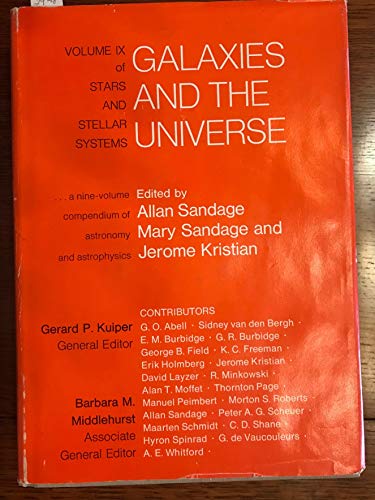 VOLUME IX
of
STARS
AND
STELLAR
SYSTEMS
GALAXIES
AND THE
UNIVERSE
. . . a nine-volume
compendium of
astronomy
and astrophysics
Edited by
Allan Sandage
Mary Sandage and
Jerome Kristian
Gerard P. Kuiper
General Editor
Barbara M.
Middlehurst
Associate
General Editor
CONTRIBUTORS
G. O. Abell · Sidney van den Bergh ·
E. M. Burbidge · G. R. Burbidge ·
George B. Field · K. C. Freeman ·
Erik Holmberg · Jerome Kristian ·
David Layzer · R. Minkowski ·
Alan T. Moffet · Thornton Page ·
Manuel Peimbert · Morton S. Roberts
Allan Sandage · Peter A. G. Scheuer ·
Maarten Schmidt · C. D. Shane ·
Hyron Spinrad · G. de Vaucouleurs ·
A. E. Whitford ·